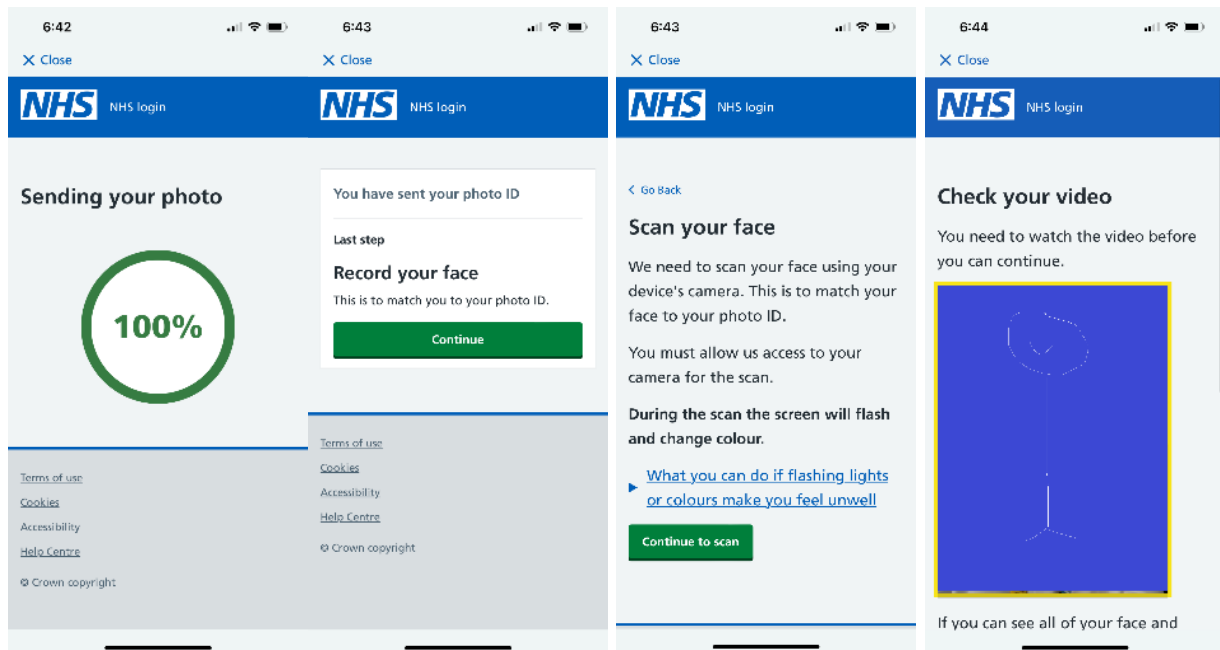 6:42
Close
NHS NHS login
Sending your photo
100%
Terms of use
Cookies
Accessibility
Help Centre
© Crown copyright
6:43
Close
NHS NHS login
You have sent your photo ID
Last step
Record your face
This is to match you to your photo ID.
Continue
Terms of use
Cookies
Accessibility
Help Centre
© Crown copyright
6:43
Close
NHS NHS login
Go Back
Scan your face
We need to scan your face using your
device's camera. This is to match your
face to your photo ID.
You must allow us access to your
camera for the scan.
During the scan the screen will flash
and change colour.
What you can do if flashing lights
or colours make you feel unwell
Continue to scan
6:44
Close
NHS NHS login
Check your video
You need to watch the video before
you can continue.
If you can see all of your face and